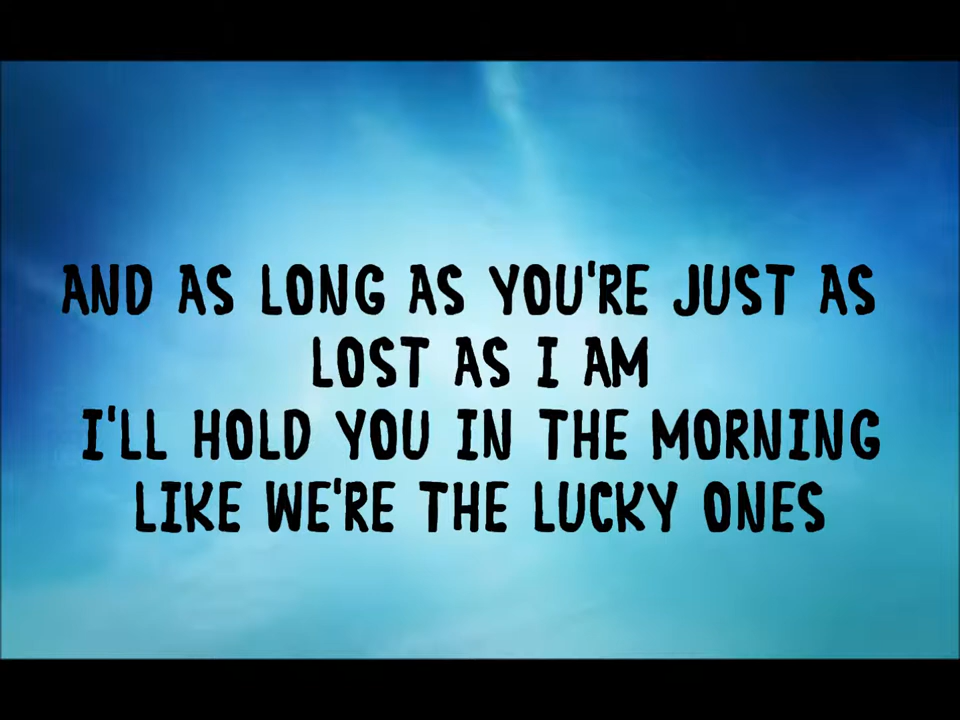 AND AS LONG AS YOU'RE JUST AS
LOST AS I AM
I'LL HOLD YOU IN THE MORNING
LIKE WE'RE THE LUCKY ONES